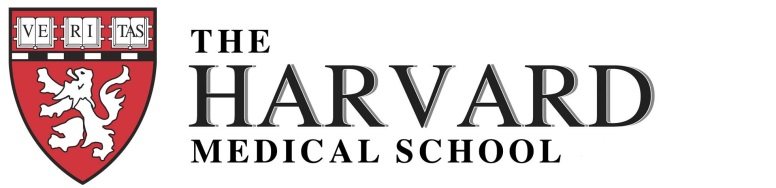 VE RI TAS
THE
HARVARD
MEDICAL SCHOOL